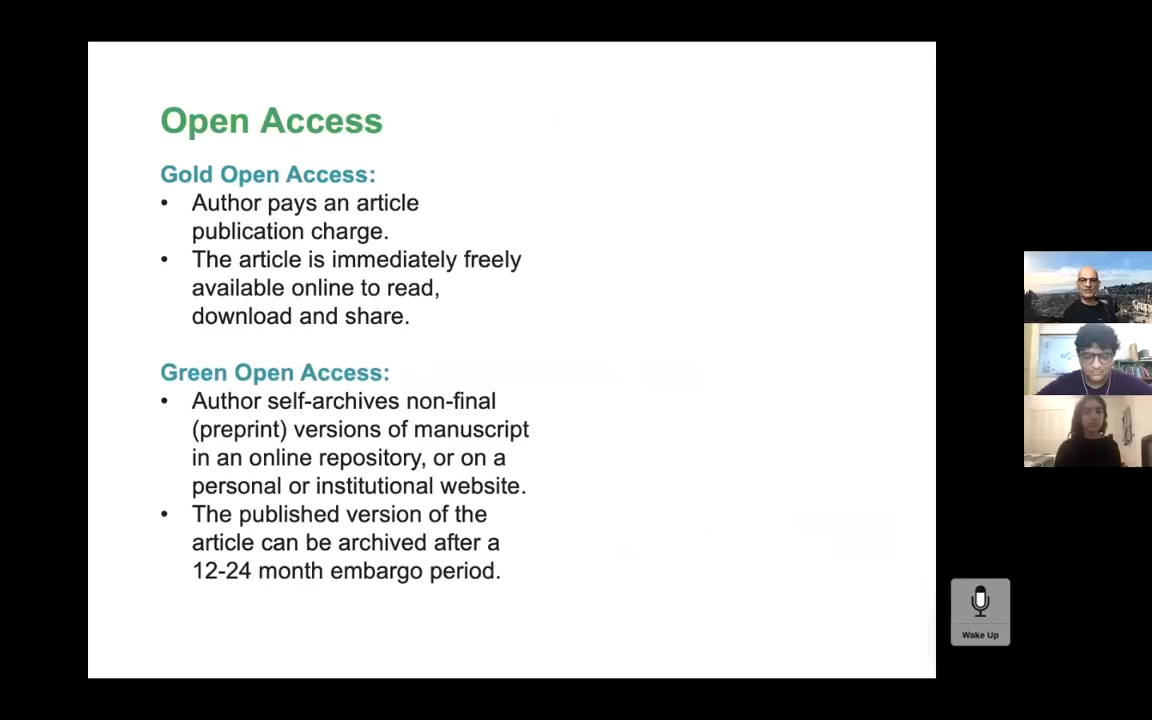 Open Access
Gold Open Access:
• Author pays an article
publication charge.
• The article is immediately freely
available online to read,
download and share.
Green Open Access:
• Author self-archives non-final
(preprint) versions of manuscript
in an online repository, or on a
personal or institutional website.
• The published version of the
article can be archived after a
12-24 month embargo period.
Wake Up